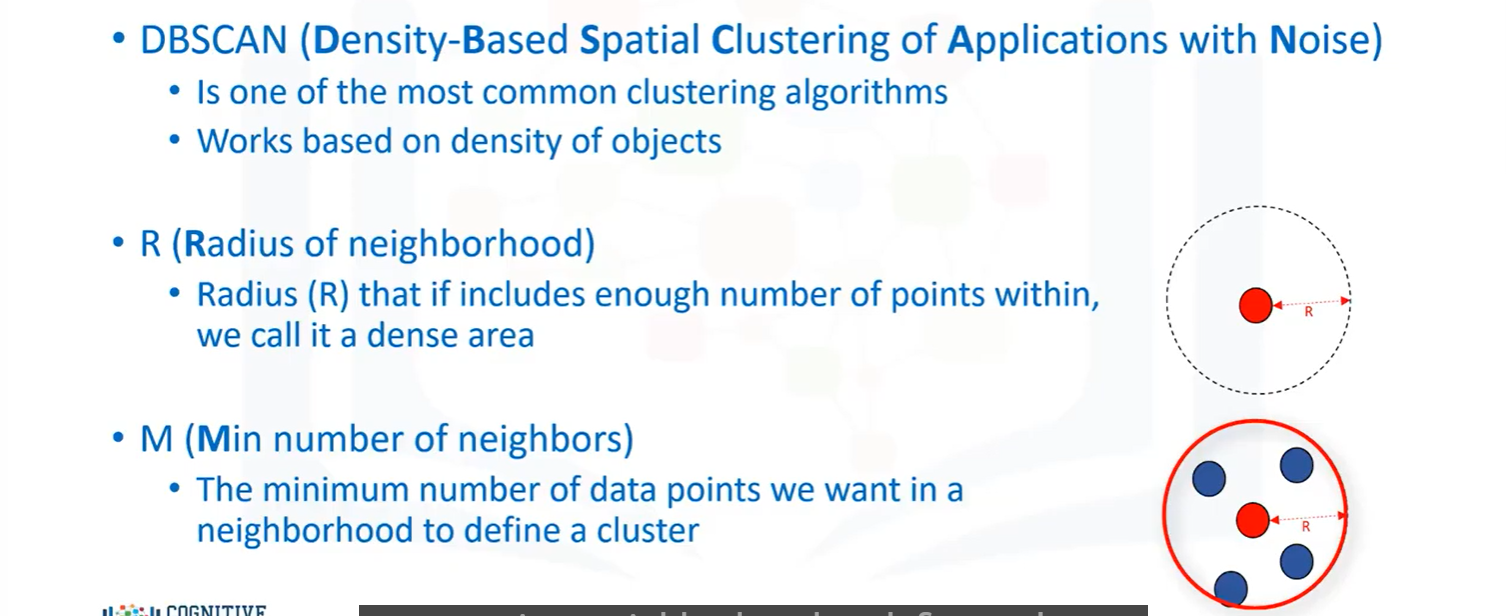 • DBSCAN (Density-Based Spatial Clustering of Applications with Noise)
• Is one of the most common clustering algorithms
• Works based on density of objects
• R (Radius of neighborhood)
• Radius (R) that if includes enough number of points within,
we call it a dense area
R
• M (Min number of neighbors)
• The minimum number of data points we want in a
neighborhood to define a cluster
R
COGNITIVE